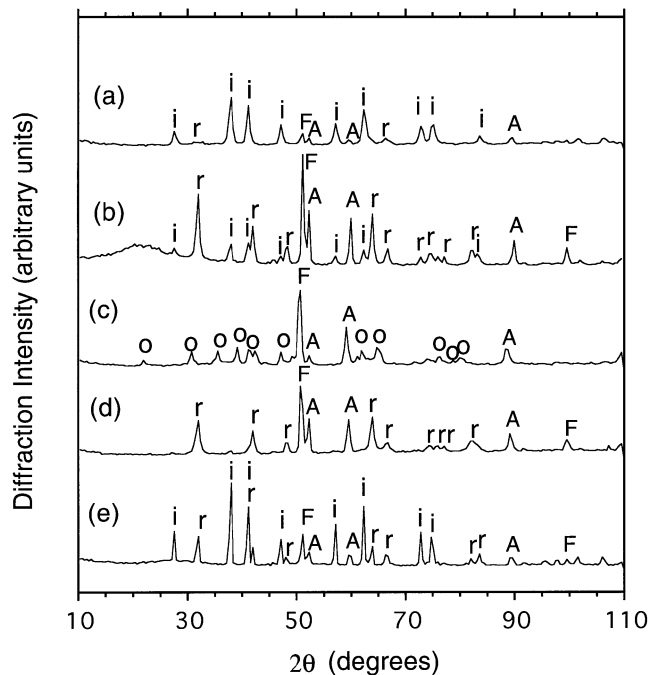 Diffraction Intensity (arbitrary units)
(a)
i r i i i F A i A i r i i i A
(b)
i r i i r i r F A i A i r r r r r r i A F
(c)
o o o o o o F A A o o o o o A
(d)
r r r F A A r r r r r r A F
(e)
i r i i r i r F A i A i r r i i r r A F
10 30 50 70 90 110
2θ (degrees)